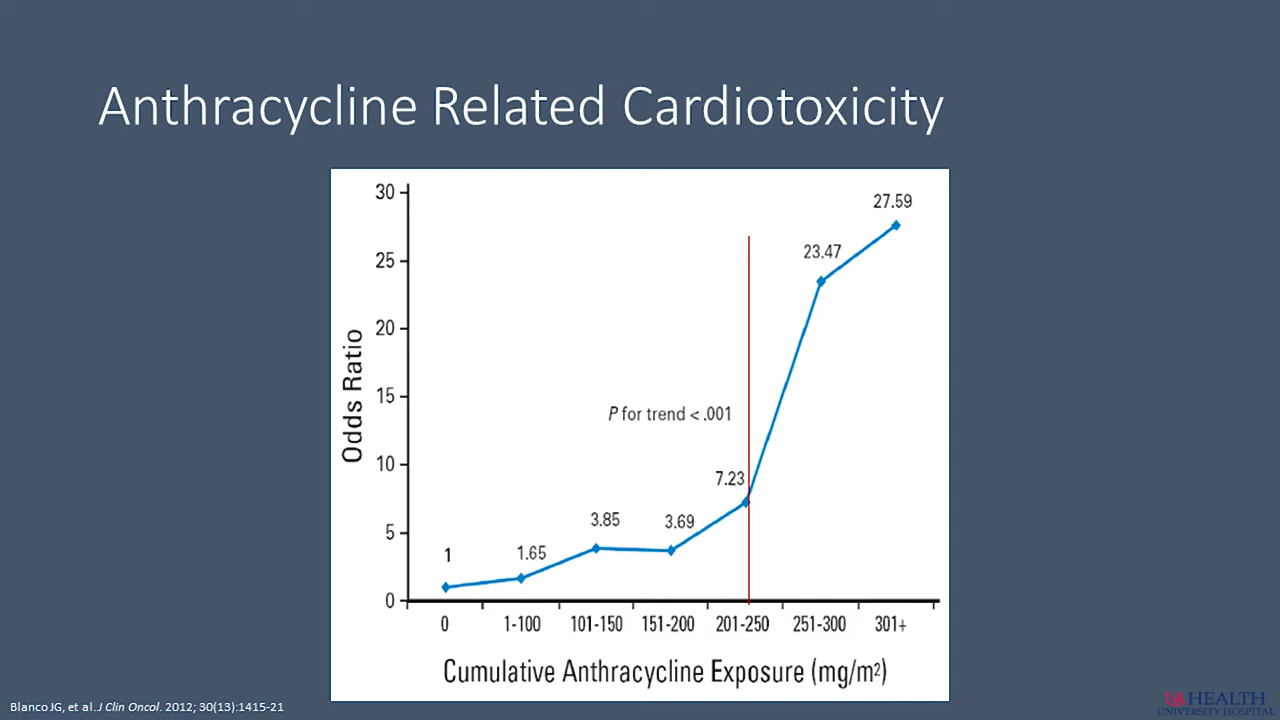 Anthracycline Related Cardiotoxicity
30
25
20
15
10
5
0
Odds Ratio
27.59
23.47
P for trend < .001
7.23
3.85
3.69
1.65
1
0 1-100 101-150 151-200 201-250 251-300 301+
Cumulative Anthracycline Exposure (mg/m²)
Blanco JG, et al. J Clin Oncol. 2012; 30(13):1415-21
HEALTH
UNIVERSITY HOSPITAL